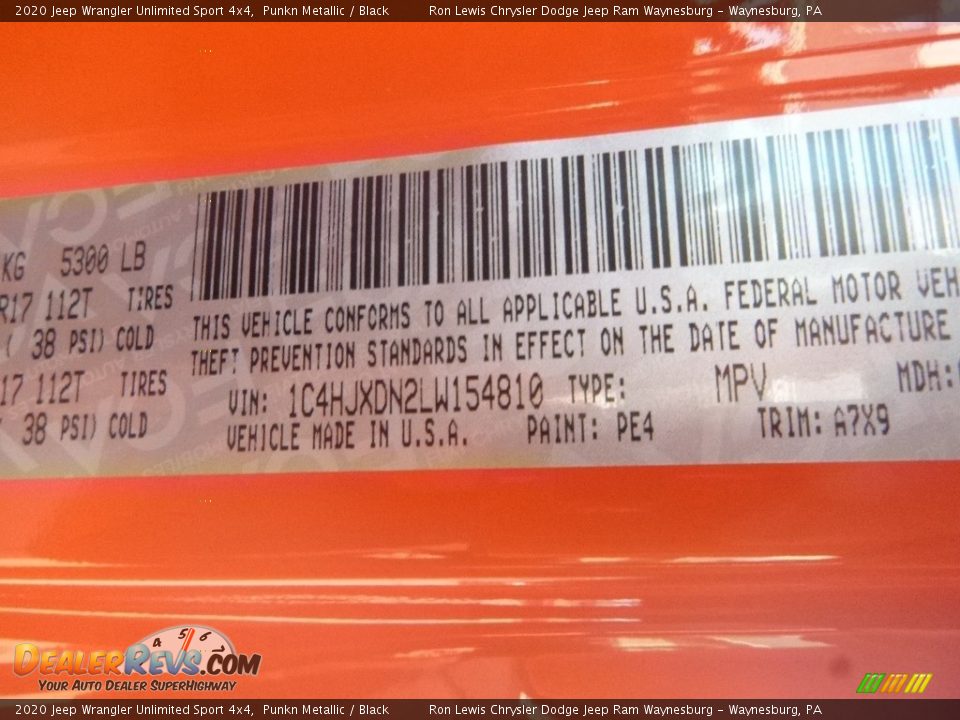 2020 Jeep Wrangler Unlimited Sport 4x4,  Punkn Metallic / Black    Ron Lewis Chrysler Dodge Jeep Ram Waynesburg - Waynesburg, PA
KG 5300 LB
R17 112T TIRES
( 38 PSI) COLD
17 112T TIRES
38 PSI) COLD
THIS VEHICLE CONFORMS TO ALL APPLICABLE U.S.A. FEDERAL MOTOR VEH
THEFT PREVENTION STANDARDS IN EFFECT ON THE DATE OF MANUFACTURE
VIN: 1C4HJXDN2LW154810 TYPE: MPV MDH:
VEHICLE MADE IN U.S.A. PAINT: PE4 TRIM: A7X9
4 5 6
DealerRevs.com
Your Auto Dealer SuperHighway
2020 Jeep Wrangler Unlimited Sport 4x4,  Punkn Metallic / Black    Ron Lewis Chrysler Dodge Jeep Ram Waynesburg - Waynesburg, PA